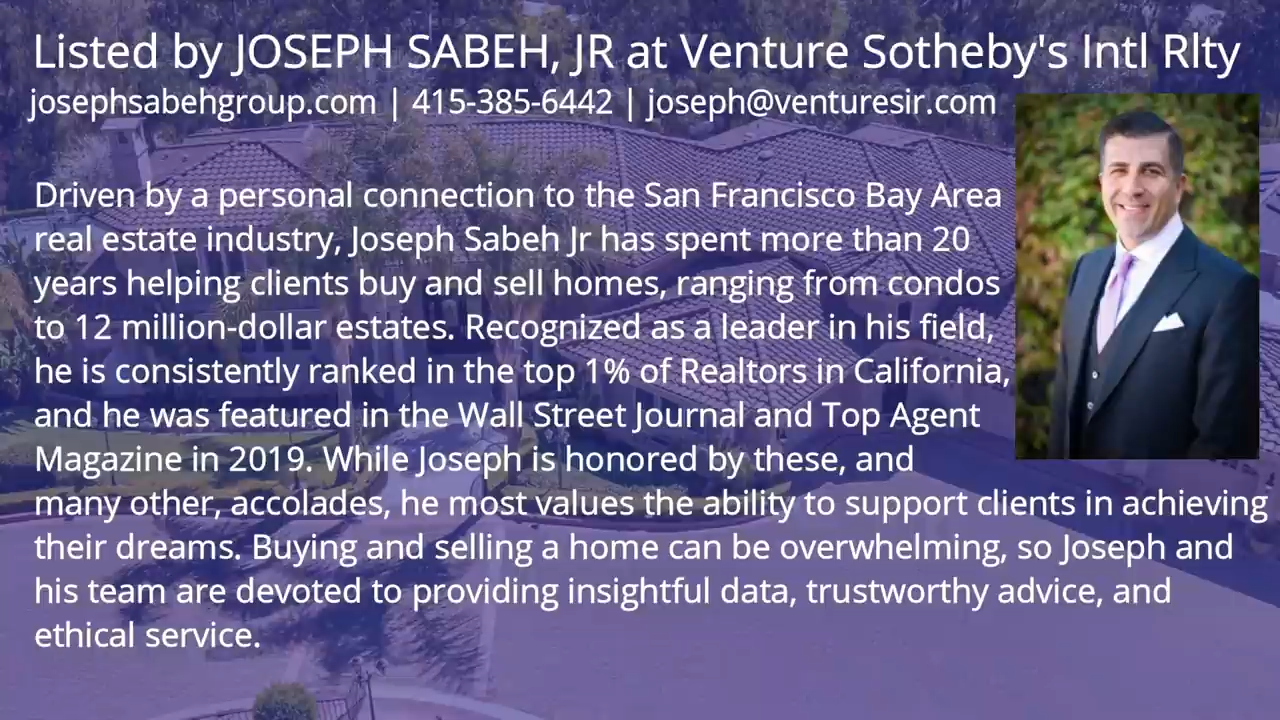 Listed by JOSEPH SABEH, JR at Venture Sotheby's Intl Rlty
josephsabehgroup.com | 415-385-6442 | joseph@venturesir.com
Driven by a personal connection to the San Francisco Bay Area
real estate industry, Joseph Sabeh Jr has spent more than 20
years helping clients buy and sell homes, ranging from condos
to 12 million-dollar estates. Recognized as a leader in his field,
he is consistently ranked in the top 1% of Realtors in California,
and he was featured in the Wall Street Journal and Top Agent
Magazine in 2019. While Joseph is honored by these, and
many other, accolades, he most values the ability to support clients in achieving
their dreams. Buying and selling a home can be overwhelming, so Joseph and
his team are devoted to providing insightful data, trustworthy advice, and
ethical service.